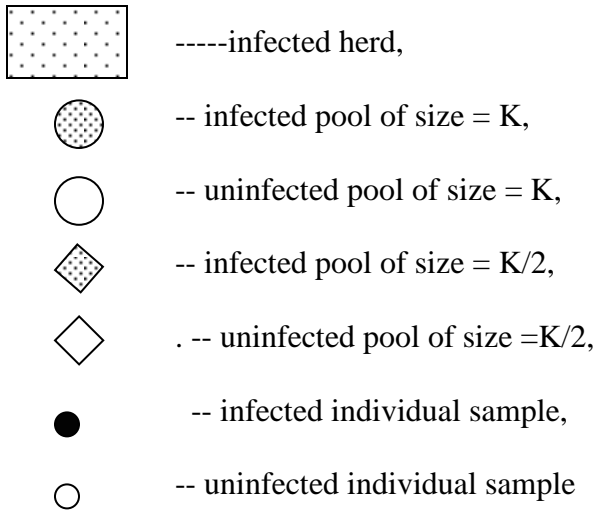 -----infected herd,
-- infected pool of size = K,
-- uninfected pool of size = K,
-- infected pool of size = K/2,
. -- uninfected pool of size =K/2,
-- infected individual sample,
-- uninfected individual sample